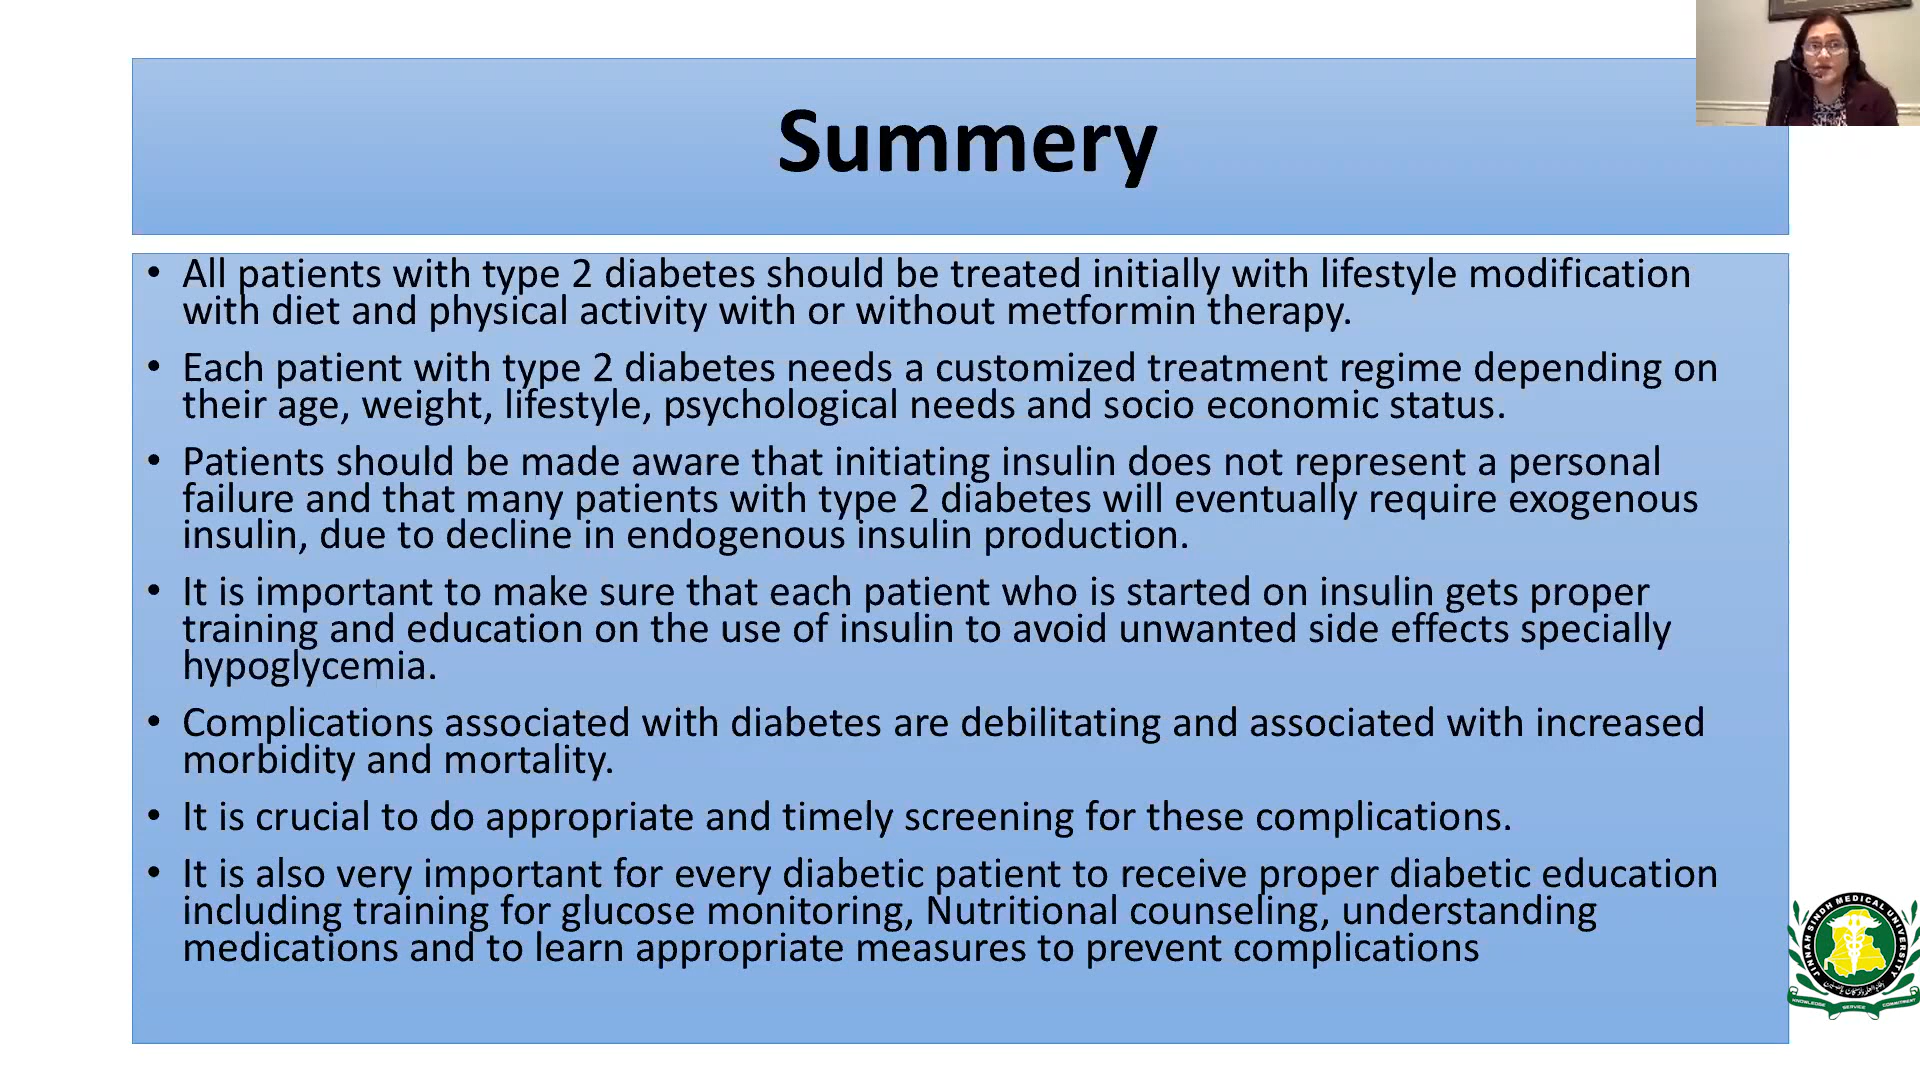 Summery
• All patients with type 2 diabetes should be treated initially with lifestyle modification
with diet and physical activity with or without metformin therapy.
• Each patient with type 2 diabetes needs a customized treatment regime depending on
their age, weight, lifestyle, psychological needs and socio economic status.
• Patients should be made aware that initiating insulin does not represent a personal
failure and that many patients with type 2 diabetes will eventually require exogenous
insulin, due to decline in endogenous insulin production.
• It is important to make sure that each patient who is started on insulin gets proper
training and education on the use of insulin to avoid unwanted side effects specially
hypoglycemia.
• Complications associated with diabetes are debilitating and associated with increased
morbidity and mortality.
• It is crucial to do appropriate and timely screening for these complications.
• It is also very important for every diabetic patient to receive proper diabetic education
including training for glucose monitoring, Nutritional counseling, understanding
medications and to learn appropriate measures to prevent complications
JINNAH SINDH MEDICAL UNIVERSITY
KNOWLEDGE SERVICE COMMITMENT